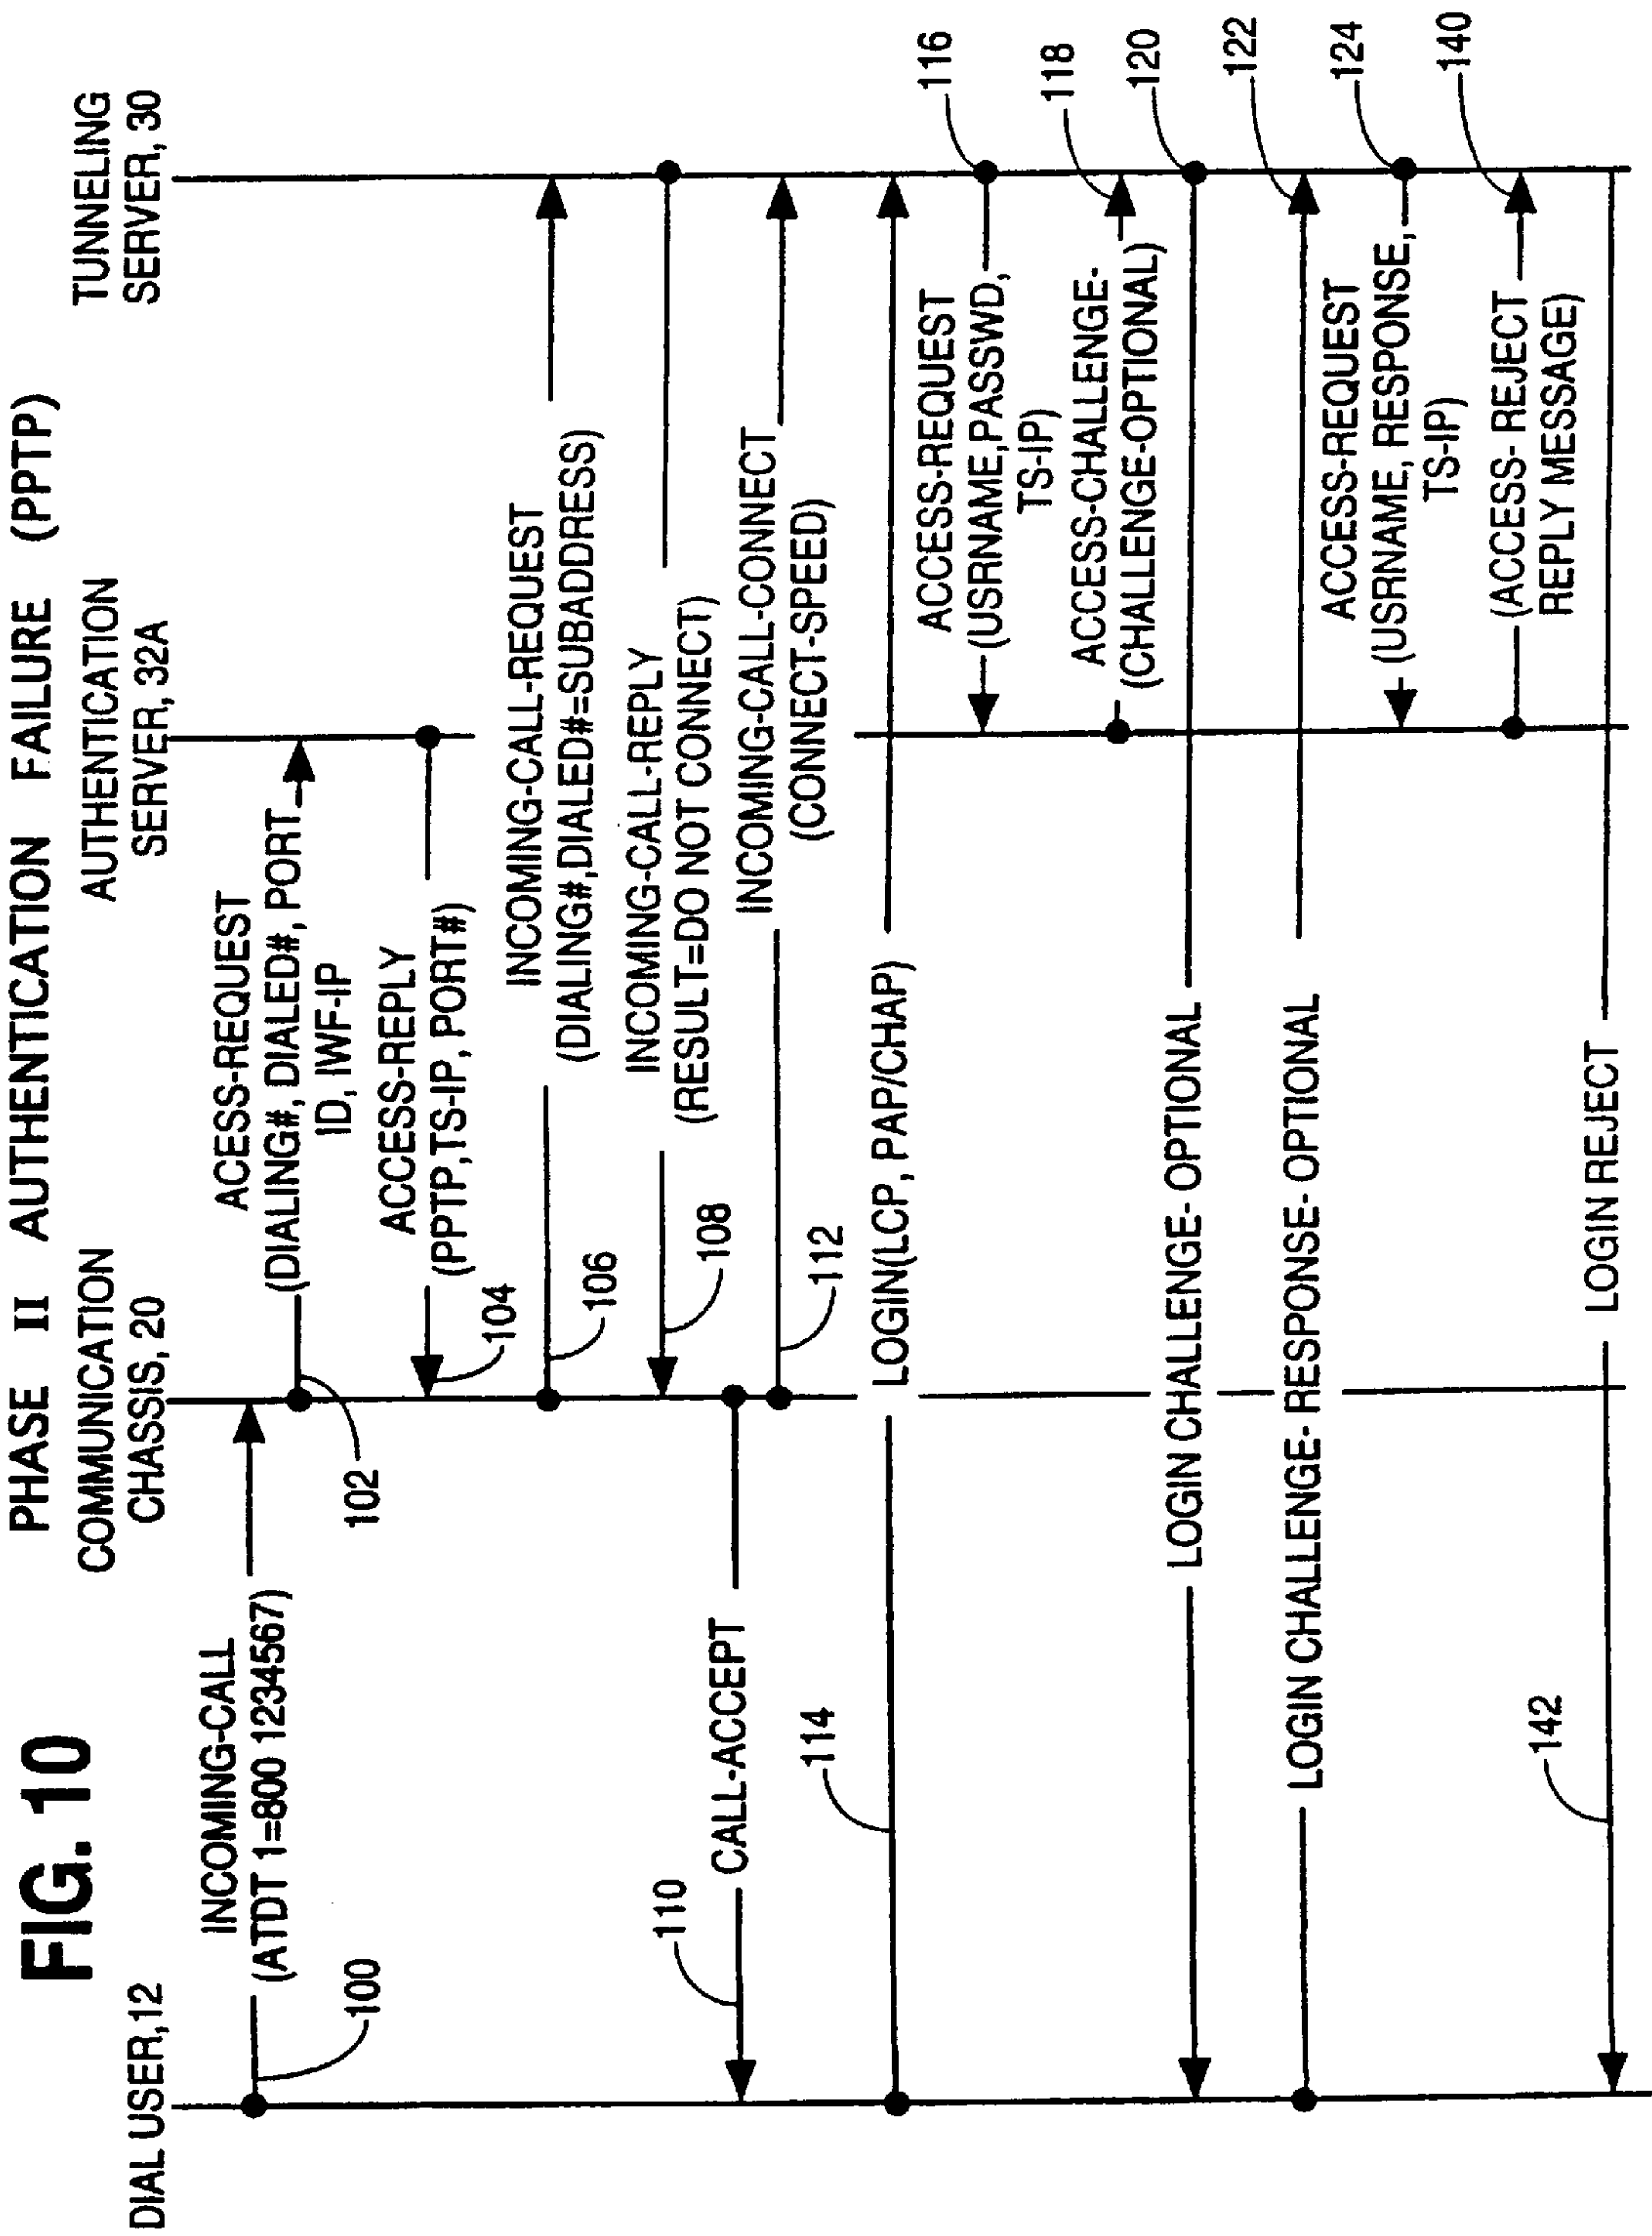 FIG. 10
PHASE II AUTHENTICATION FAILURE (PPTP)
DIAL USER,12
COMMUNICATION
CHASSIS, 20
AUTHENTICATION
SERVER, 32A
TUNNELING
SERVER, 30
INCOMING-CALL
(ATDT 1=800 1234567)
100
ACESS-REQUEST
(DIALING#, DIALED#, PORT
ID, IWF-IP
102
ACCESS-REPLY
(PPTP,TS-IP, PORT#)
104
INCOMING-CALL-REQUEST
(DIALING#,DIALED#=SUBADDRESS)
106
INCOMING-CALL-REPLY
(RESULT=DO NOT CONNECT)
108
110
CALL-ACCEPT
INCOMING-CALL-CONNECT
(CONNECT-SPEED)
112
114
LOGIN(LCP, PAP/CHAP)
ACCESS-REQUEST
(USRNAME,PASSWD,
TS-IP)
116
ACCESS-CHALLENGE-
(CHALLENGE-OPTIONAL)
118
LOGIN CHALLENGE- OPTIONAL
120
LOGIN CHALLENGE- RESPONSE- OPTIONAL
122
ACCESS-REQUEST
(USRNAME, RESPONSE,
TS-IP)
124
(ACCESS- REJECT
REPLY MESSAGE)
140
142
LOGIN REJECT